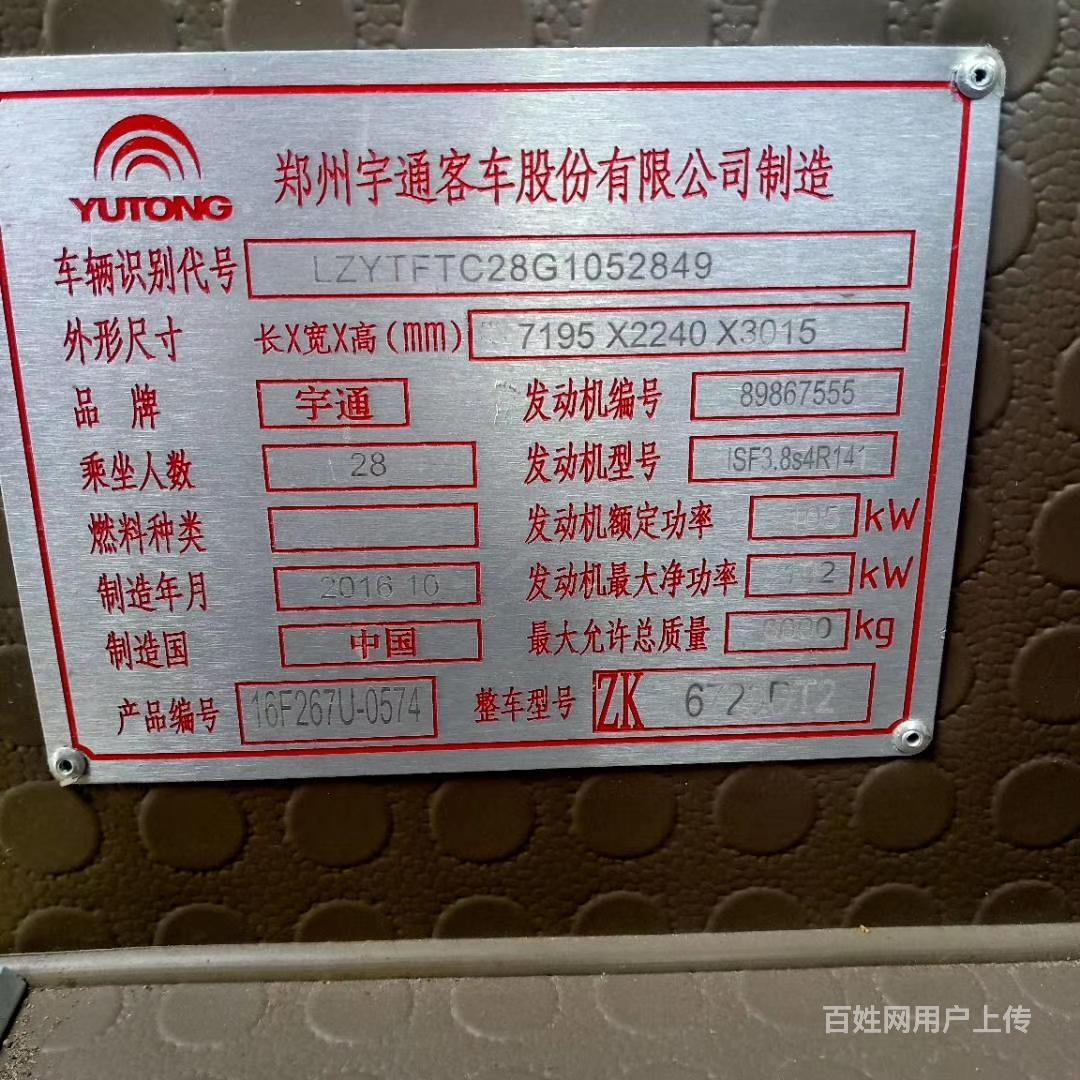 YUTONG
郑州宇通客车股份有限公司制造
车辆识别代号 LZYTFTC28G1052849
外形尺寸 长X宽X高(mm) 7195 X2240 X3015
品牌 宇通 发动机编号 89867555
乘坐人数 28 发动机型号 ISF3.8s4R141
燃料种类 发动机额定功率 kW
制造年月 2016 10 发动机最大净功率 kW
制造国 中国 最大允许总质量 kg
产品编号 16F267U-0574 整车型号 ZK
百姓网用户上传